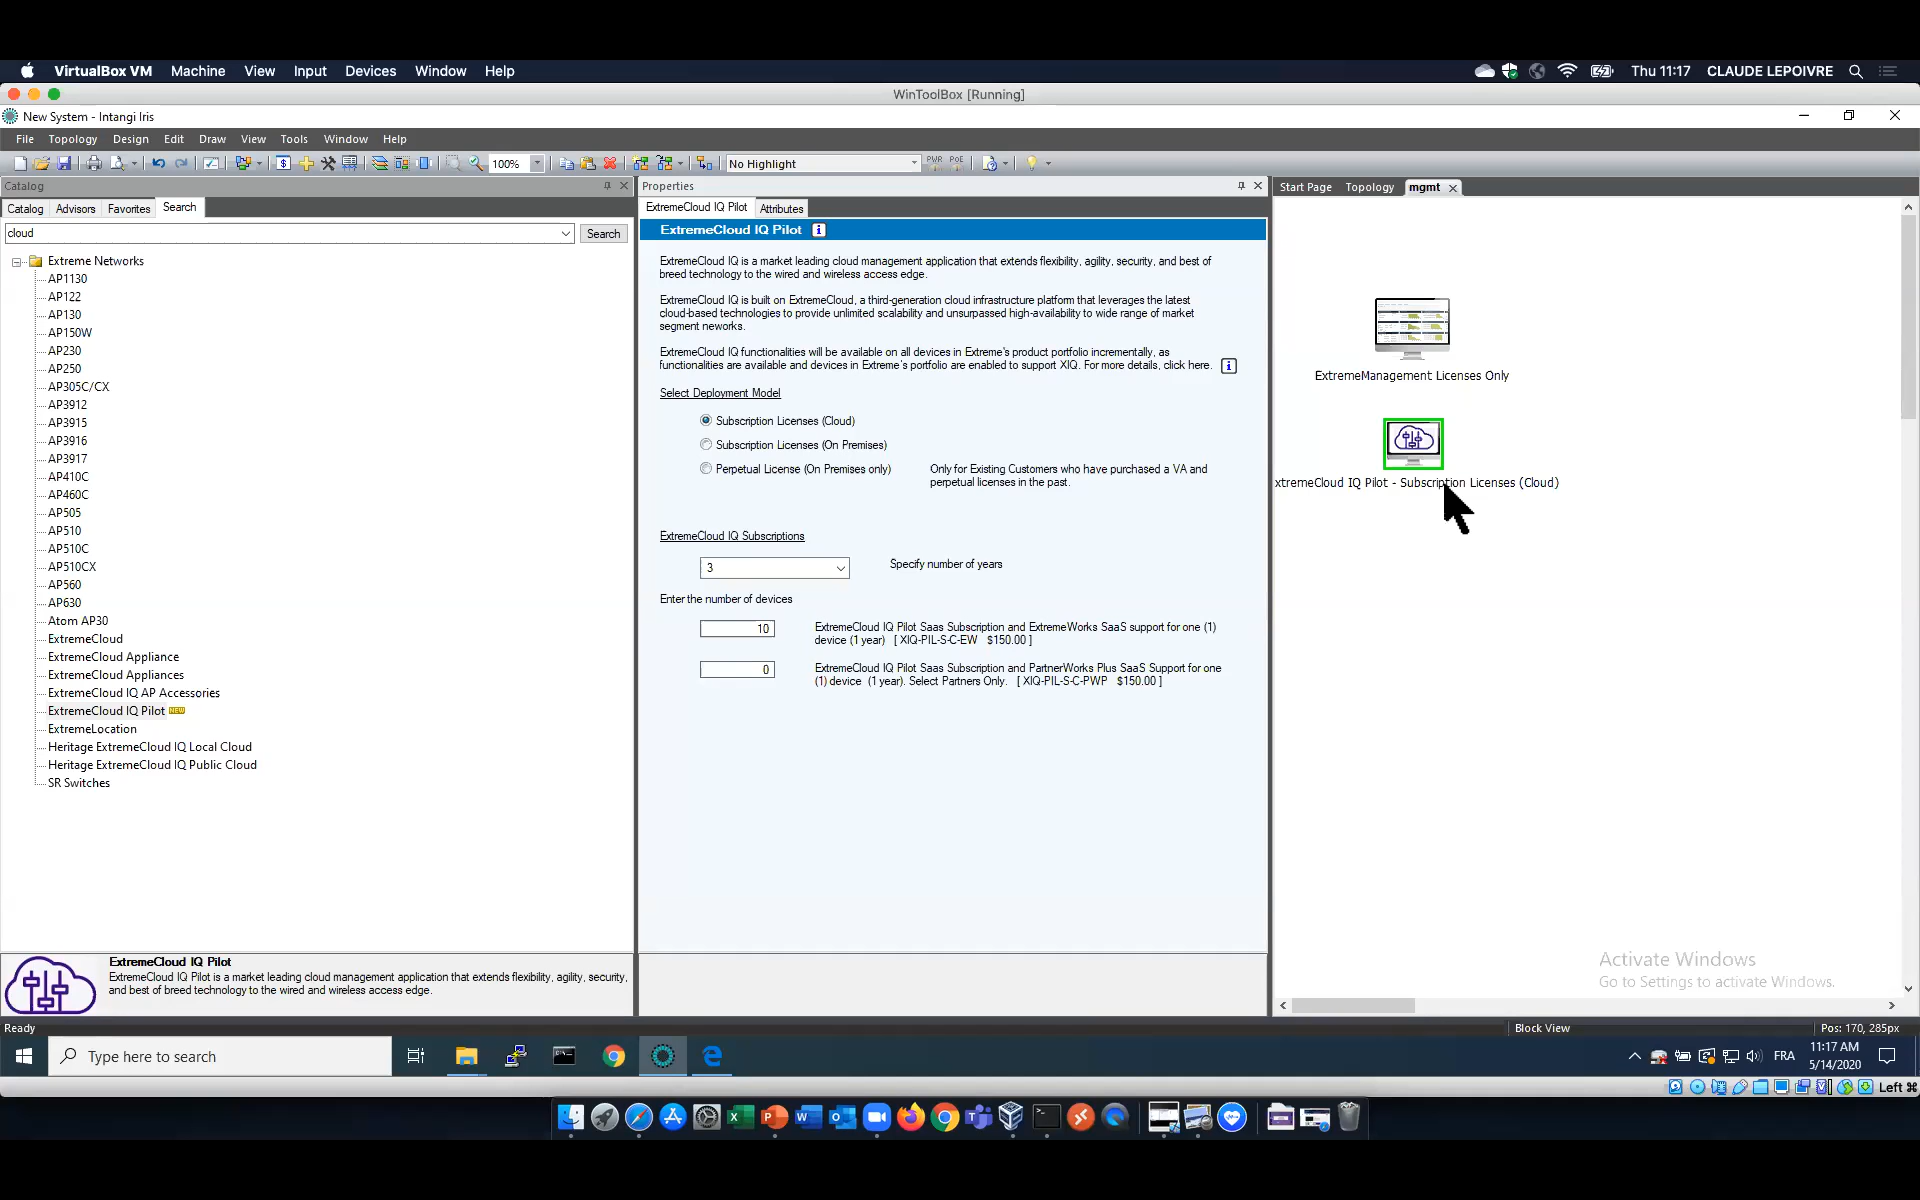 VirtualBox VM Machine View Input Devices Window Help Thu 11:17 CLAUDE LEPOIVRE
WinToolBox [Running]
New System - Intangi Iris
File Topology Design Edit Draw View Tools Window Help
100% No Highlight PWR PoE
Catalog
Catalog Advisors Favorites Search
cloud Search
Extreme Networks
AP1130
AP122
AP130
AP150W
AP230
AP250
AP305C/CX
AP3912
AP3915
AP3916
AP3917
AP410C
AP460C
AP505
AP510
AP510C
AP510CX
AP560
AP630
Atom AP30
ExtremeCloud
ExtremeCloud Appliance
ExtremeCloud Appliances
ExtremeCloud IQ AP Accessories
ExtremeCloud IQ Pilot NEW
ExtremeLocation
Heritage ExtremeCloud IQ Local Cloud
Heritage ExtremeCloud IQ Public Cloud
SR Switches
ExtremeCloud IQ Pilot
ExtremeCloud IQ Pilot is a market leading cloud management application that extends flexibility, agility, security,
and best of breed technology to the wired and wireless access edge.
Properties
ExtremeCloud IQ Pilot Attributes
ExtremeCloud IQ Pilot
ExtremeCloud IQ is a market leading cloud management application that extends flexibility, agility, security, and best of
breed technology to the wired and wireless access edge.
ExtremeCloud IQ is built on ExtremeCloud, a third-generation cloud infrastructure platform that leverages the latest
cloud-based technologies to provide unlimited scalability and unsurpassed high-availability to wide range of market
segment neworks.
ExtremeCloud IQ functionalities will be available on all devices in Extreme's product portfolio incrementally, as
functionalities are available and devices in Extreme's portfolio are enabled to support XIQ. For more details, click here.
Select Deployment Model
Subscription Licenses (Cloud)
Subscription Licenses (On Premises)
Perpetual License (On Premises only) Only for Existing Customers who have purchased a VA and
perpetual licenses in the past.
ExtremeCloud IQ Subscriptions
3 Specify number of years
Enter the number of devices
10 ExtremeCloud IQ Pilot Saas Subscription and ExtremeWorks SaaS support for one (1)
device (1 year) [ XIQ-PIL-S-C-EW $150.00 ]
0 ExtremeCloud IQ Pilot Saas Subscription and PartnerWorks Plus SaaS Support for one
(1) device (1 year). Select Partners Only. [ XIQ-PIL-S-C-PWP $150.00 ]
Start Page Topology mgmt
ExtremeManagement Licenses Only
xtremeCloud IQ Pilot - Subscription Licenses (Cloud)
Activate Windows
Go to Settings to activate Windows.
Ready Block View Pos: 170, 285px
Type here to search FRA 11:17 AM
5/14/2020
Left ⌘